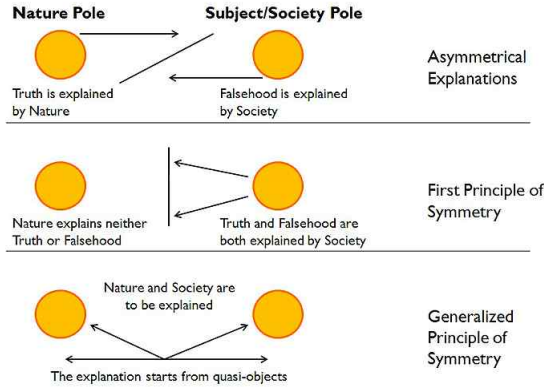 Nature Pole
Subject/Society Pole
Truth is explained
by Nature
Falsehood is explained
by Society
Asymmetrical
Explanations
Nature explains neither
Truth or Falsehood
Truth and Falsehood are
both explained by Society
First Principle of
Symmetry
Nature and Society are
to be explained
The explanation starts from quasi-objects
Generalized
Principle of
Symmetry